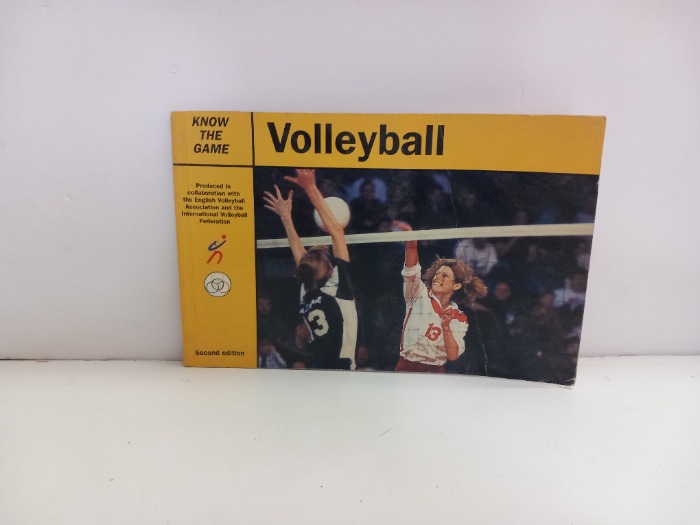 KNOW
THE
GAME
Volleyball
Produced in
collaboration with
the English Volleyball
Association and the
International Volleyball
Federation
Second edition
13
13